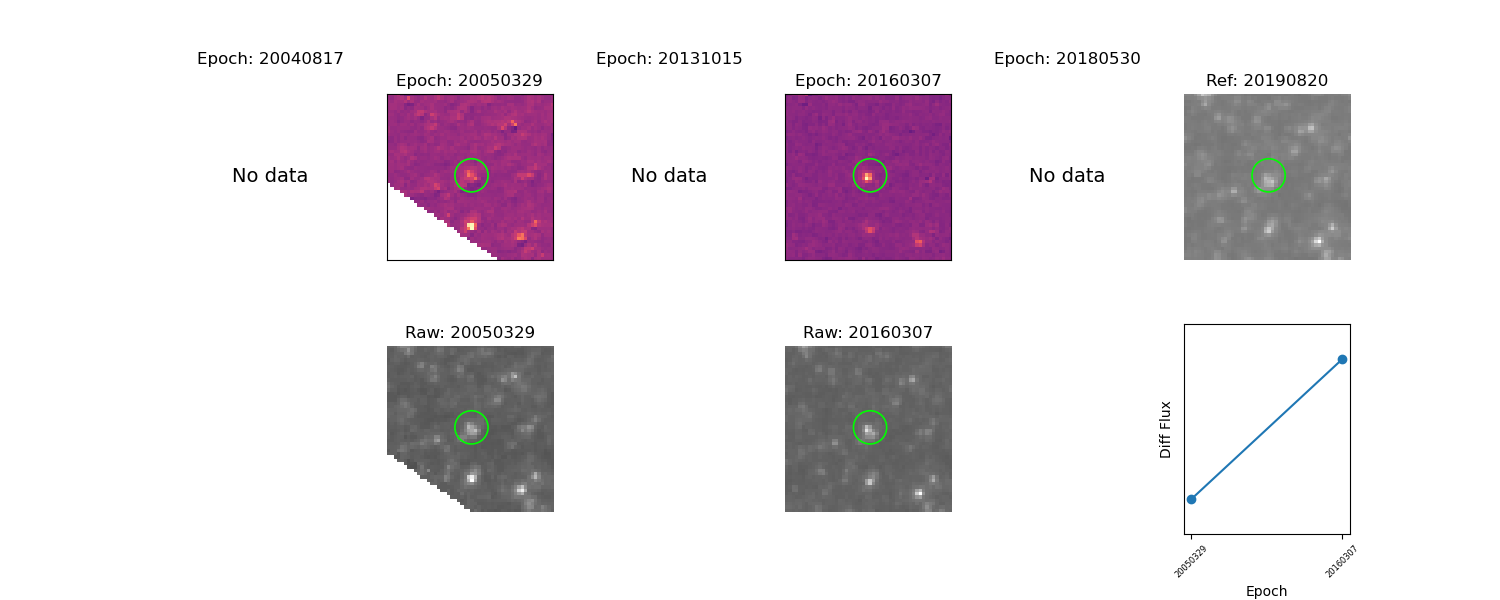 Epoch: 20040817
Epoch: 20131015
Epoch: 20180530
Epoch: 20050329
Epoch: 20160307
Ref: 20190820
No data
No data
No data
Raw: 20050329
Raw: 20160307
Diff Flux
20050329
20160307
Epoch